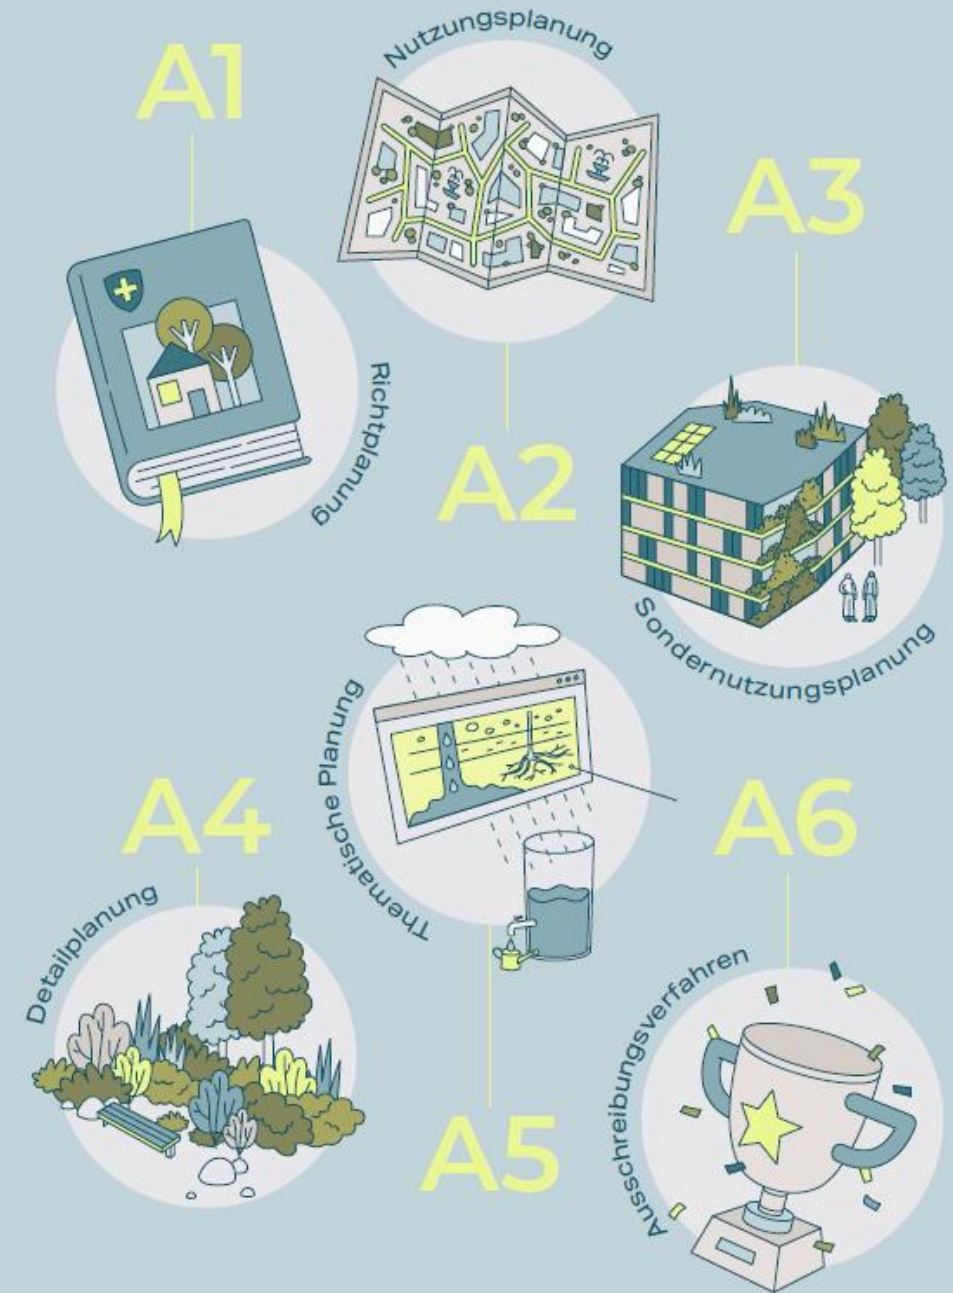 A1
Richtplanung
Nutzungsplanung
A2
A3
Sondernutzungsplanung
A4
Detailplanung
Thematische Planung
A5
A6
Ausschreibungsverfahren